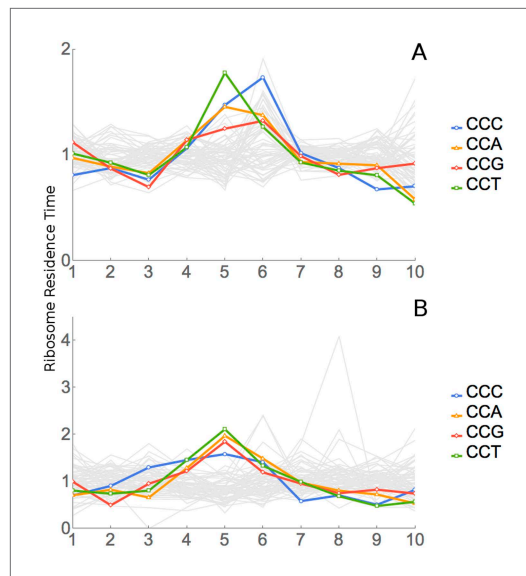 A
2
1
0
1 2 3 4 5 6 7 8 9 10
CCC
CCA
CCG
CCT
Ribosome Residence Time
B
4
3
2
1
0
1 2 3 4 5 6 7 8 9 10
CCC
CCA
CCG
CCT